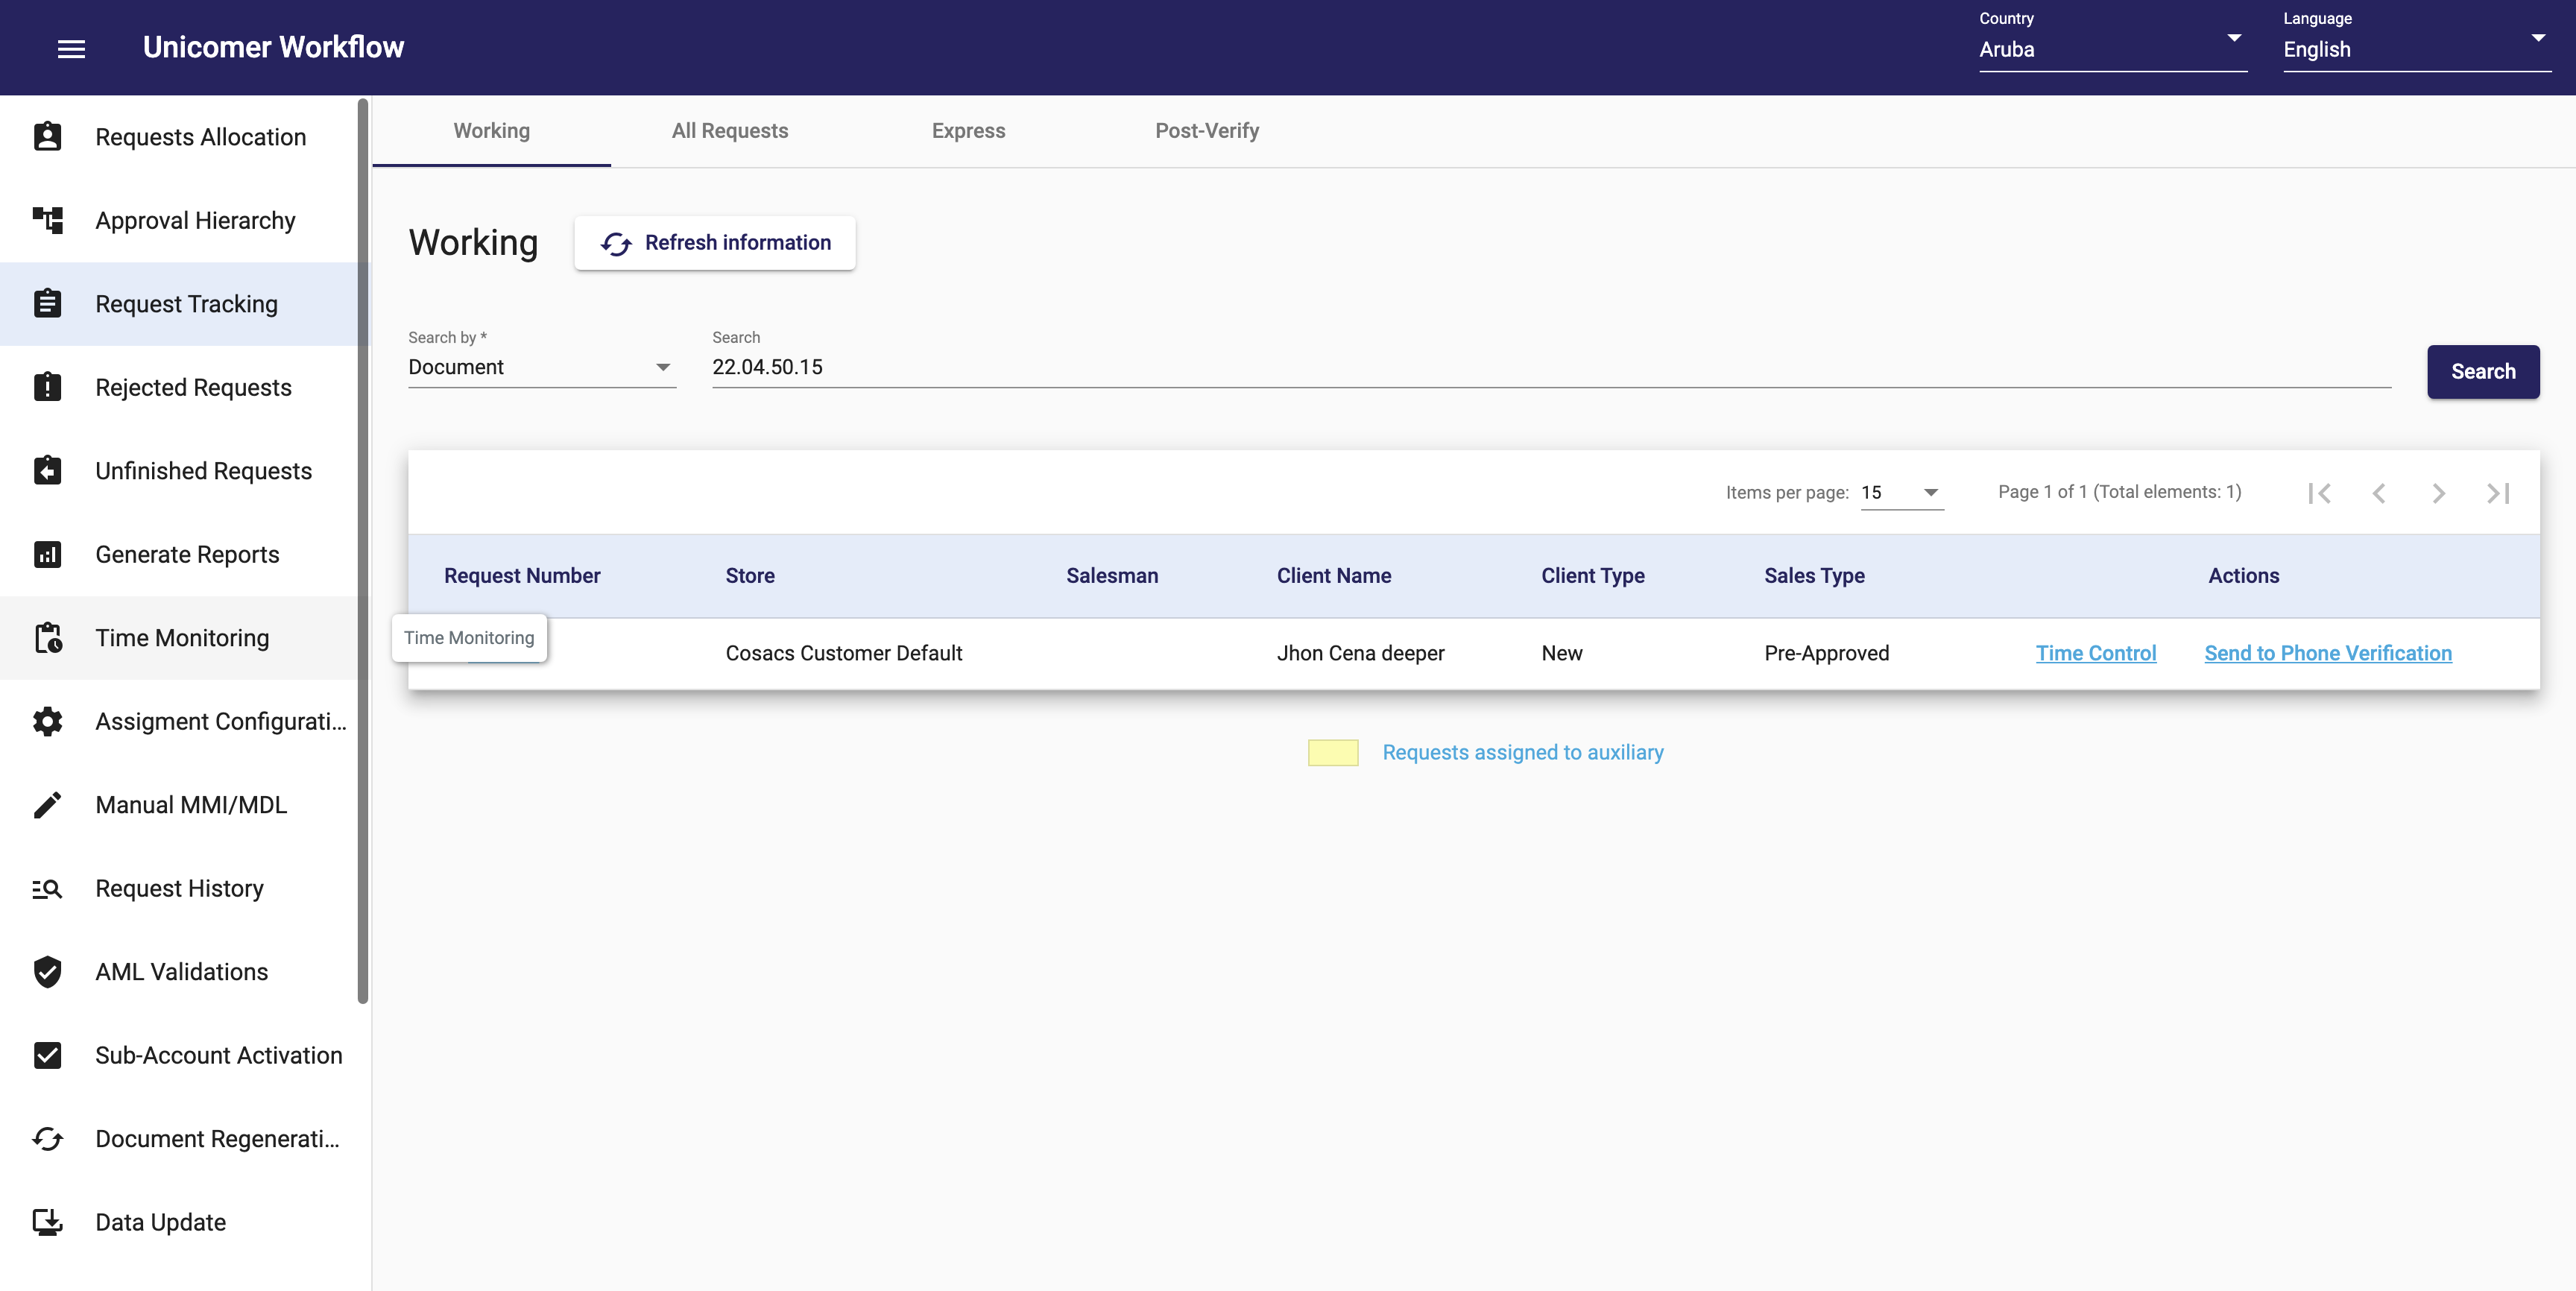 Unicomer Workflow
Country
Aruba
Language
English
Requests Allocation
Approval Hierarchy
Request Tracking
Rejected Requests
Unfinished Requests
Generate Reports
Time Monitoring
Assigment Configurati...
Manual MMI/MDL
Request History
AML Validations
Sub-Account Activation
Document Regenerati...
Data Update
Working All Requests Express Post-Verify
Working
Refresh information
Search by *
Document
Search
22.04.50.15
Search
Items per page: 15 Page 1 of 1 (Total elements: 1)
Request Number Store Salesman Client Name Client Type Sales Type Actions
Time Monitoring
Cosacs Customer Default Jhon Cena deeper New Pre-Approved Time Control Send to Phone Verification
Requests assigned to auxiliary